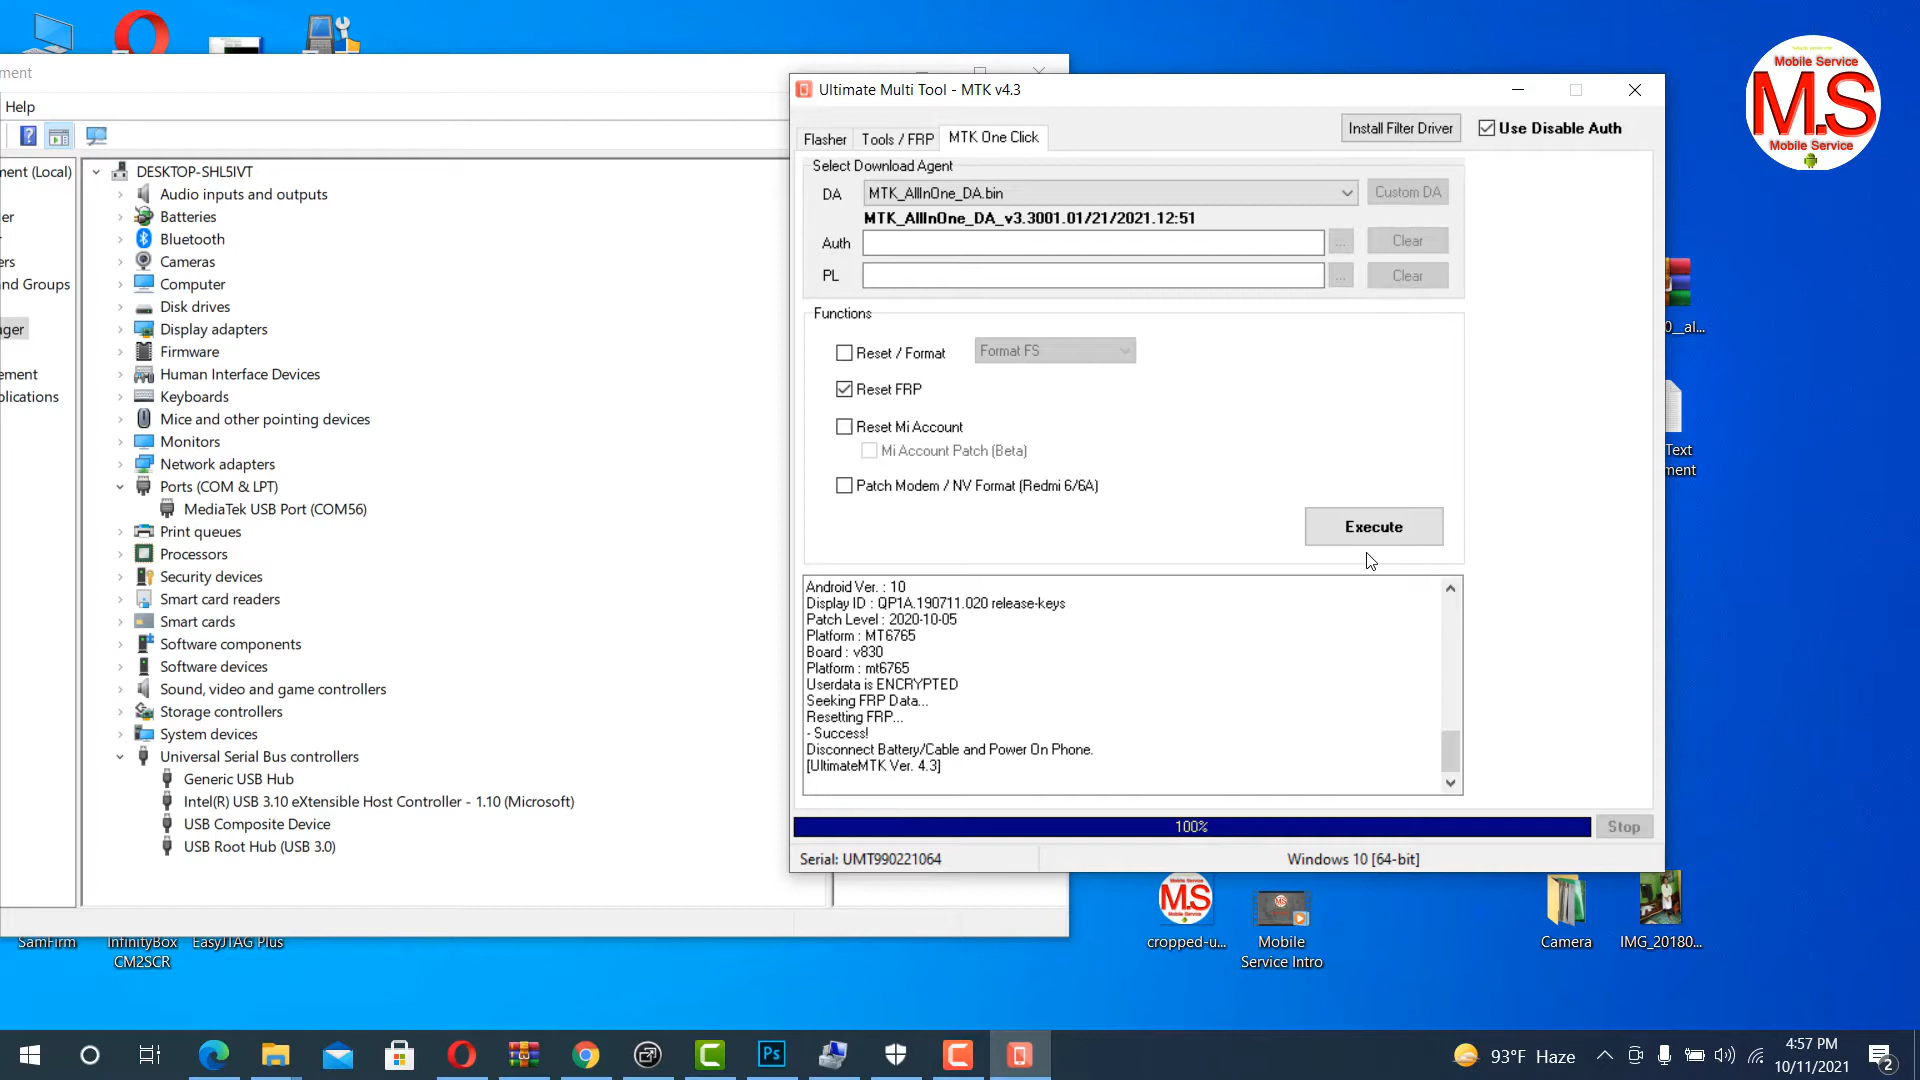 ment
Help
ment (Local)
er
ers
nd Groups
ger
ement
plications
DESKTOP-SHL5IVT
Audio inputs and outputs
Batteries
Bluetooth
Cameras
Computer
Disk drives
Display adapters
Firmware
Human Interface Devices
Keyboards
Mice and other pointing devices
Monitors
Network adapters
Ports (COM & LPT)
MediaTek USB Port (COM56)
Print queues
Processors
Security devices
Smart card readers
Smart cards
Software components
Software devices
Sound, video and game controllers
Storage controllers
System devices
Universal Serial Bus controllers
Generic USB Hub
Intel(R) USB 3.10 eXtensible Host Controller - 1.10 (Microsoft)
USB Composite Device
USB Root Hub (USB 3.0)
Ultimate Multi Tool - MTK v4.3
Flasher Tools / FRP MTK One Click
Install Filter Driver Use Disable Auth
Select Download Agent
DA MTK_AllInOne_DA.bin Custom DA
MTK_AllInOne_DA_v3.3001.01/21/2021.12:51
Auth ... Clear
PL ... Clear
Functions
Reset / Format Format FS
Reset FRP
Reset Mi Account
Mi Account Patch (Beta)
Patch Modem / NV Format (Redmi 6/6A)
Execute
Android Ver. : 10
Display ID : QP1A.190711.020 release-keys
Patch Level : 2020-10-05
Platform : MT6765
Board : v830
Platform : mt6765
Userdata is ENCRYPTED
Seeking FRP Data...
Resetting FRP...
- Success!
Disconnect Battery/Cable and Power On Phone.
[UltimateMTK Ver. 4.3]
100% Stop
Serial: UMT990221064 Windows 10 [64-bit]
Mobile Service
M.S
Mobile Service
0__al...
Text
ment
SamFirm
InfinityBox
CM2SCR
EasyJTAG Plus
Mobile Service
M.S
Mobile Service
cropped-u...
MS
Mobile
Service Intro
Camera
IMG_20180...
Ps
93°F Haze
4:57 PM
10/11/2021
2